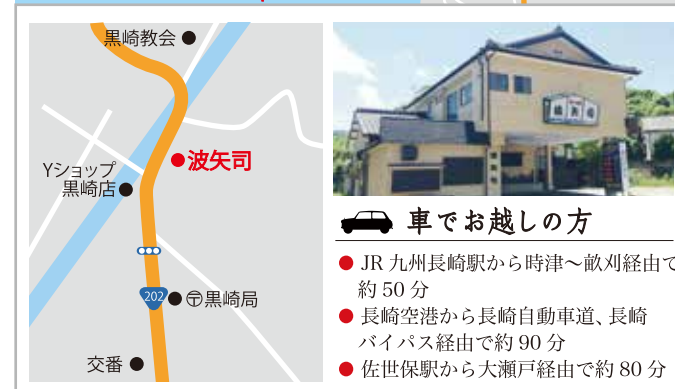 黒崎教会
波矢司
Yショップ
黒崎店
202
〒黒崎局
交番
車でお越しの方
JR 九州長崎駅から時津〜畝刈経由で
約 50 分
長崎空港から長崎自動車道、長崎
バイパス経由で約 90 分
佐世保駅から大瀬戸経由で約 80 分